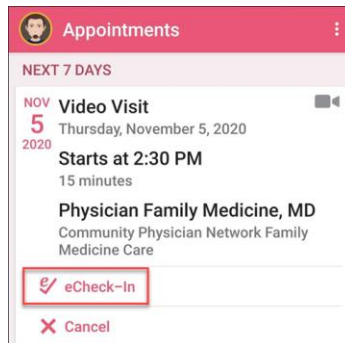 Appointments
NEXT 7 DAYS
NOV
5
2020
Video Visit
Thursday, November 5, 2020
Starts at 2:30 PM
15 minutes
Physician Family Medicine, MD
Community Physician Network Family
Medicine Care
eCheck-In
Cancel